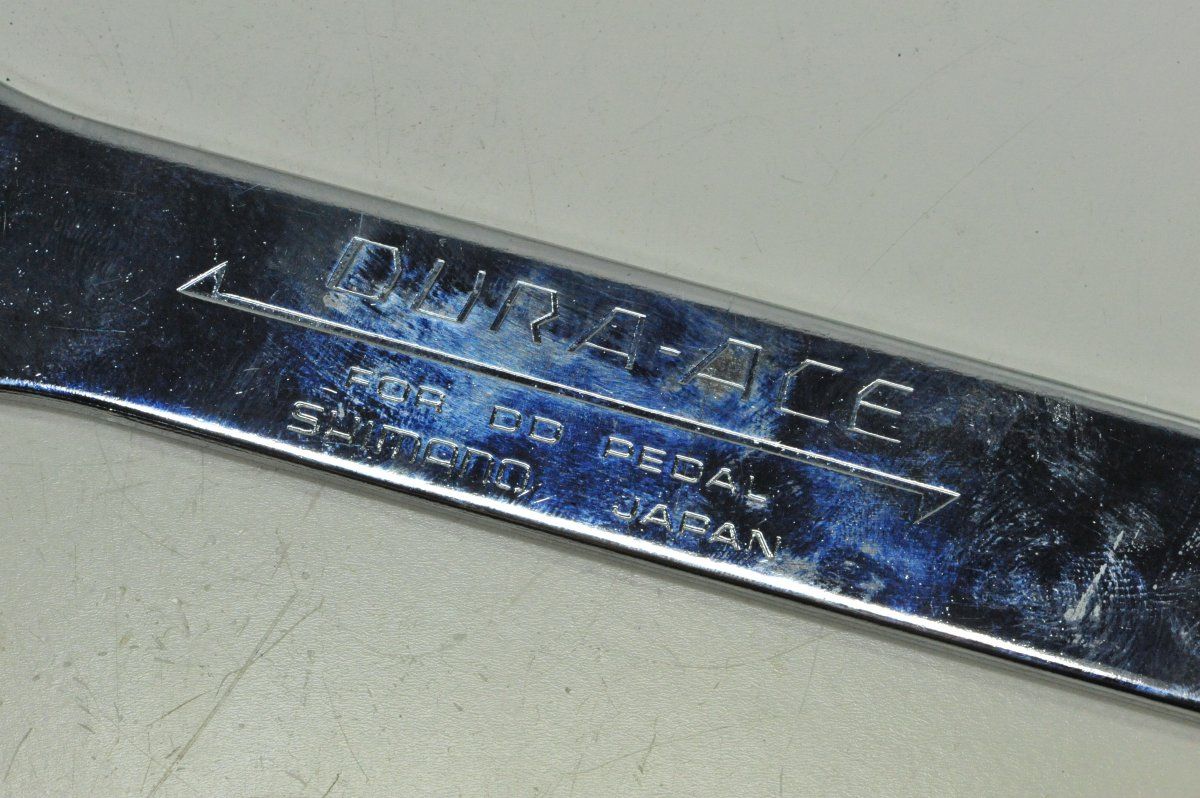 DURA-ACE
FOR DD PEDAL
SHIMANO JAPAN